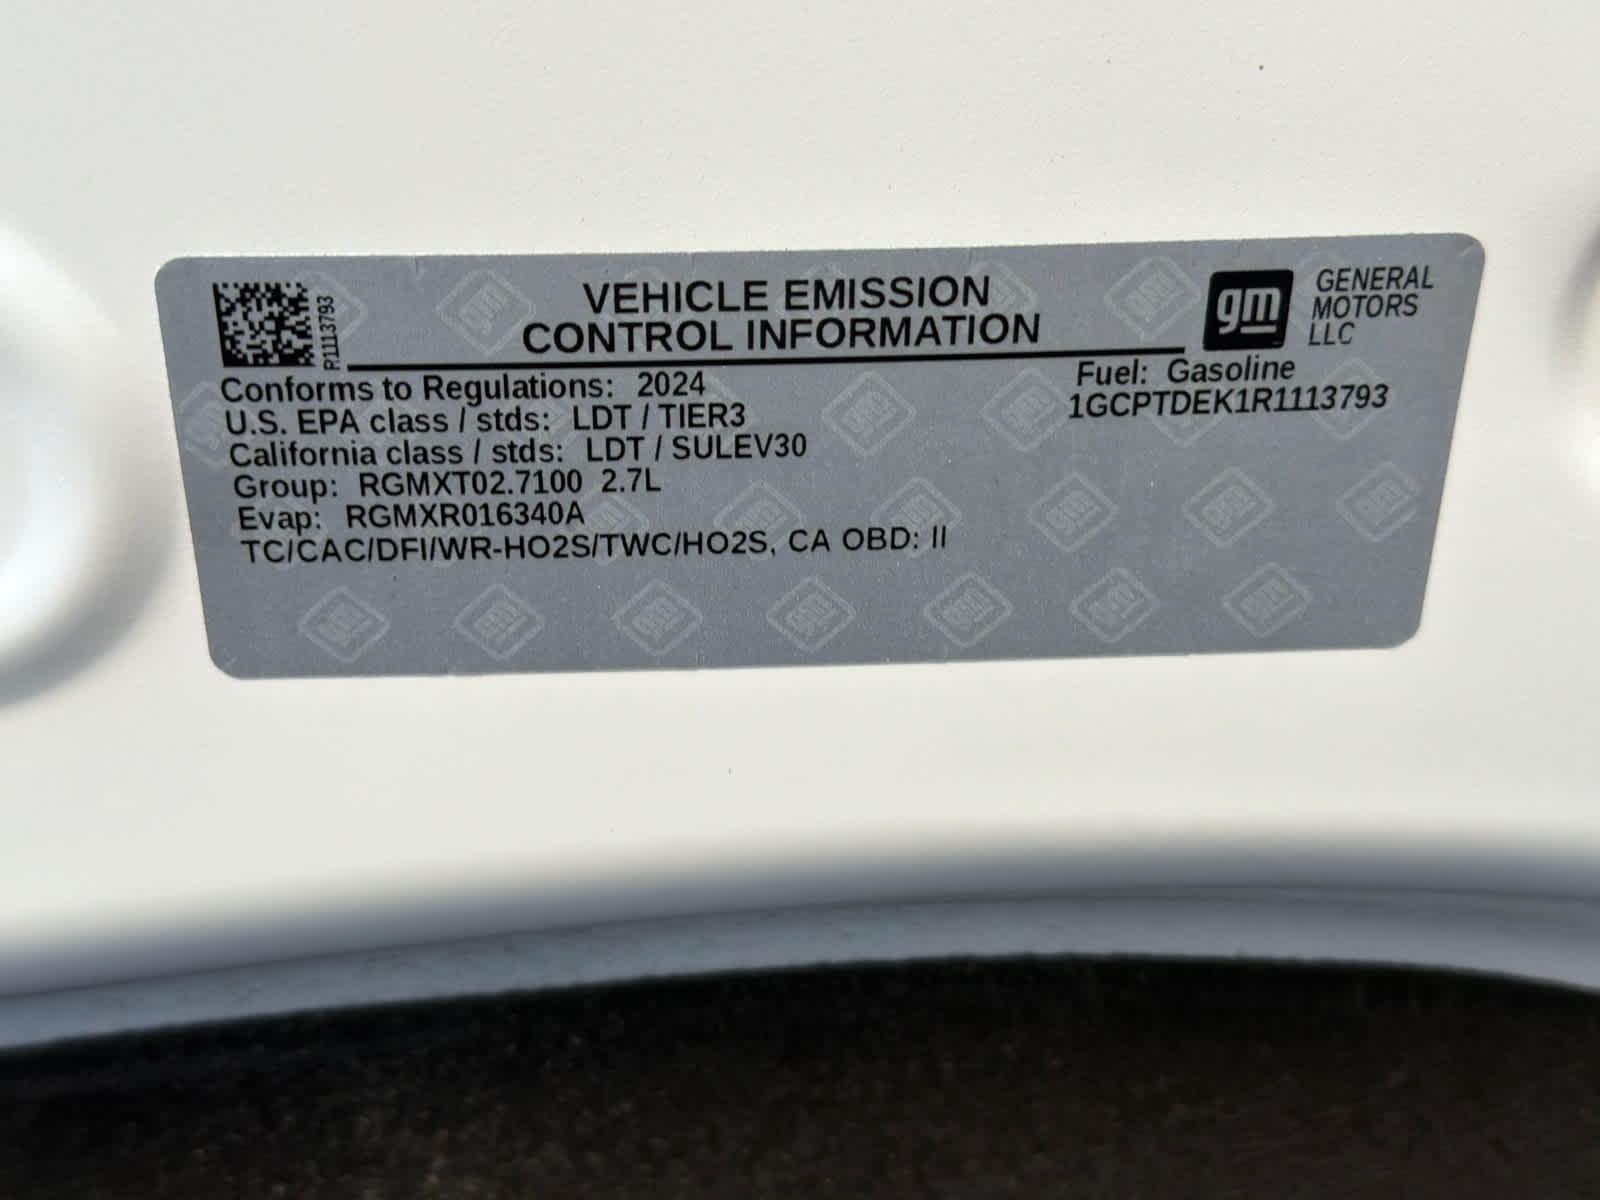 R1113793
VEHICLE EMISSION
CONTROL INFORMATION
gm
GENERAL
MOTORS
LLC
Conforms to Regulations: 2024
U.S. EPA class / stds: LDT / TIER3
California class / stds: LDT / SULEV30
Group: RGMXT02.7100 2.7L
Evap: RGMXR016340A
TC/CAC/DFI/WR-HO2S/TWC/HO2S, CA OBD: II
Fuel: Gasoline
1GCPTDEK1R1113793